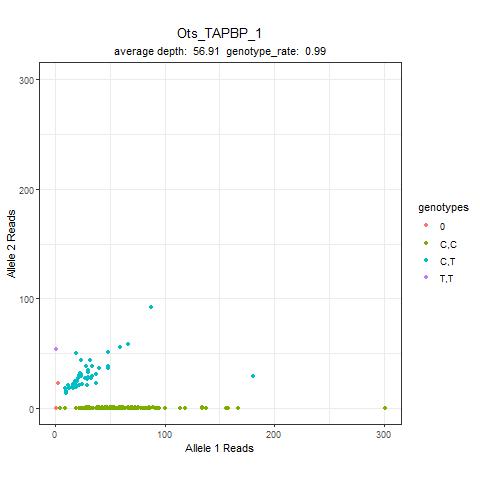 Ots_TAPBP_1
average depth: 56.91 genotype_rate: 0.99
300
200
100
0
Allele 2 Reads
0 100 200 300
Allele 1 Reads
genotypes
0
C,C
C,T
T,T